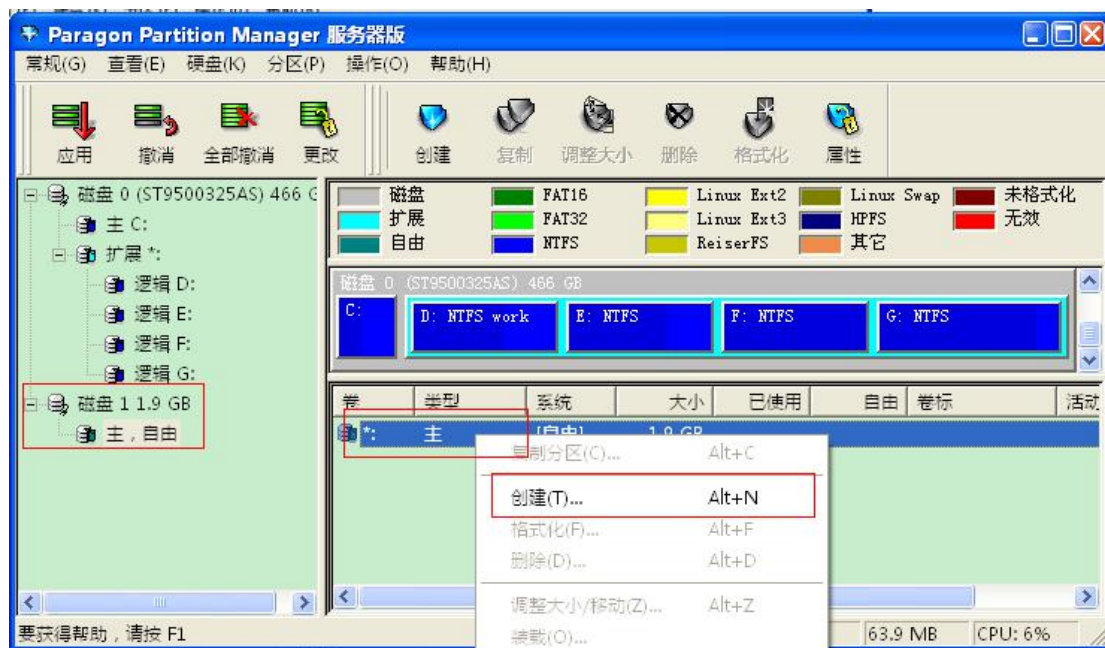 Paragon Partition Manager 服务器版
常规(G) 查看(E) 硬盘(K) 分区(P) 操作(O) 帮助(H)
应用 撤消 全部撤消 更改 创建 复制 调整大小 删除 格式化 属性
磁盘 0 (ST9500325AS) 466 G
主 C:
扩展 *:
逻辑 D:
逻辑 E:
逻辑 F:
逻辑 G:
磁盘 1 1.9 GB
主，自由
磁盘 FAT16 Linux Ext2 Linux Swap 未格式化
扩展 FAT32 Linux Ext3 HPFS 无效
自由 NTFS ReiserFS 其它
磁盘 0 (ST9500325AS) 466 GB
C: D: NTFS work E: NTFS F: NTFS G: NTFS
卷 类型 系统 大小 已使用 自由 卷标 活动
*: 主 [自由] 1.9 GB
复制分区(C)... Alt+C
创建(T)... Alt+N
格式化(F)... Alt+F
删除(D)... Alt+D
调整大小/移动(Z)... Alt+Z
装载(O)...
要获得帮助，请按 F1 63.9 MB CPU: 6%